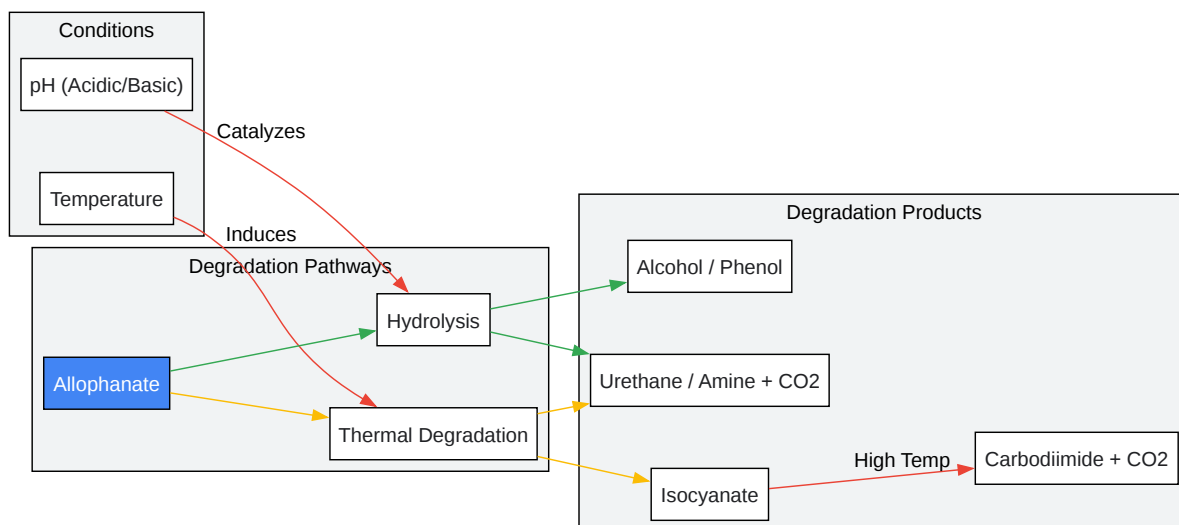 Conditions
pH (Acidic/Basic)
Catalyzes
Temperature
Induces
Degradation Pathways
Hydrolysis
Allophanate
Thermal Degradation
Degradation Products
Alcohol / Phenol
Urethane / Amine + CO2
Isocyanate
High Temp
Carbodiimide + CO2